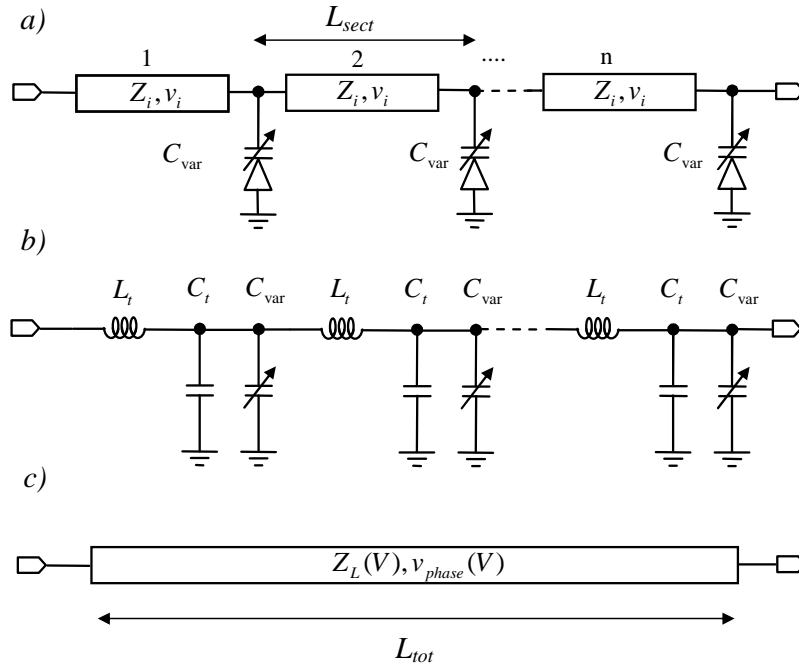 a)
L_sect
1 2 .... n
Z_i, v_i Z_i, v_i Z_i, v_i
C_var C_var C_var
b)
L_t C_t C_var L_t C_t C_var L_t C_t C_var
c)
Z_L(V), v_phase(V)
L_tot